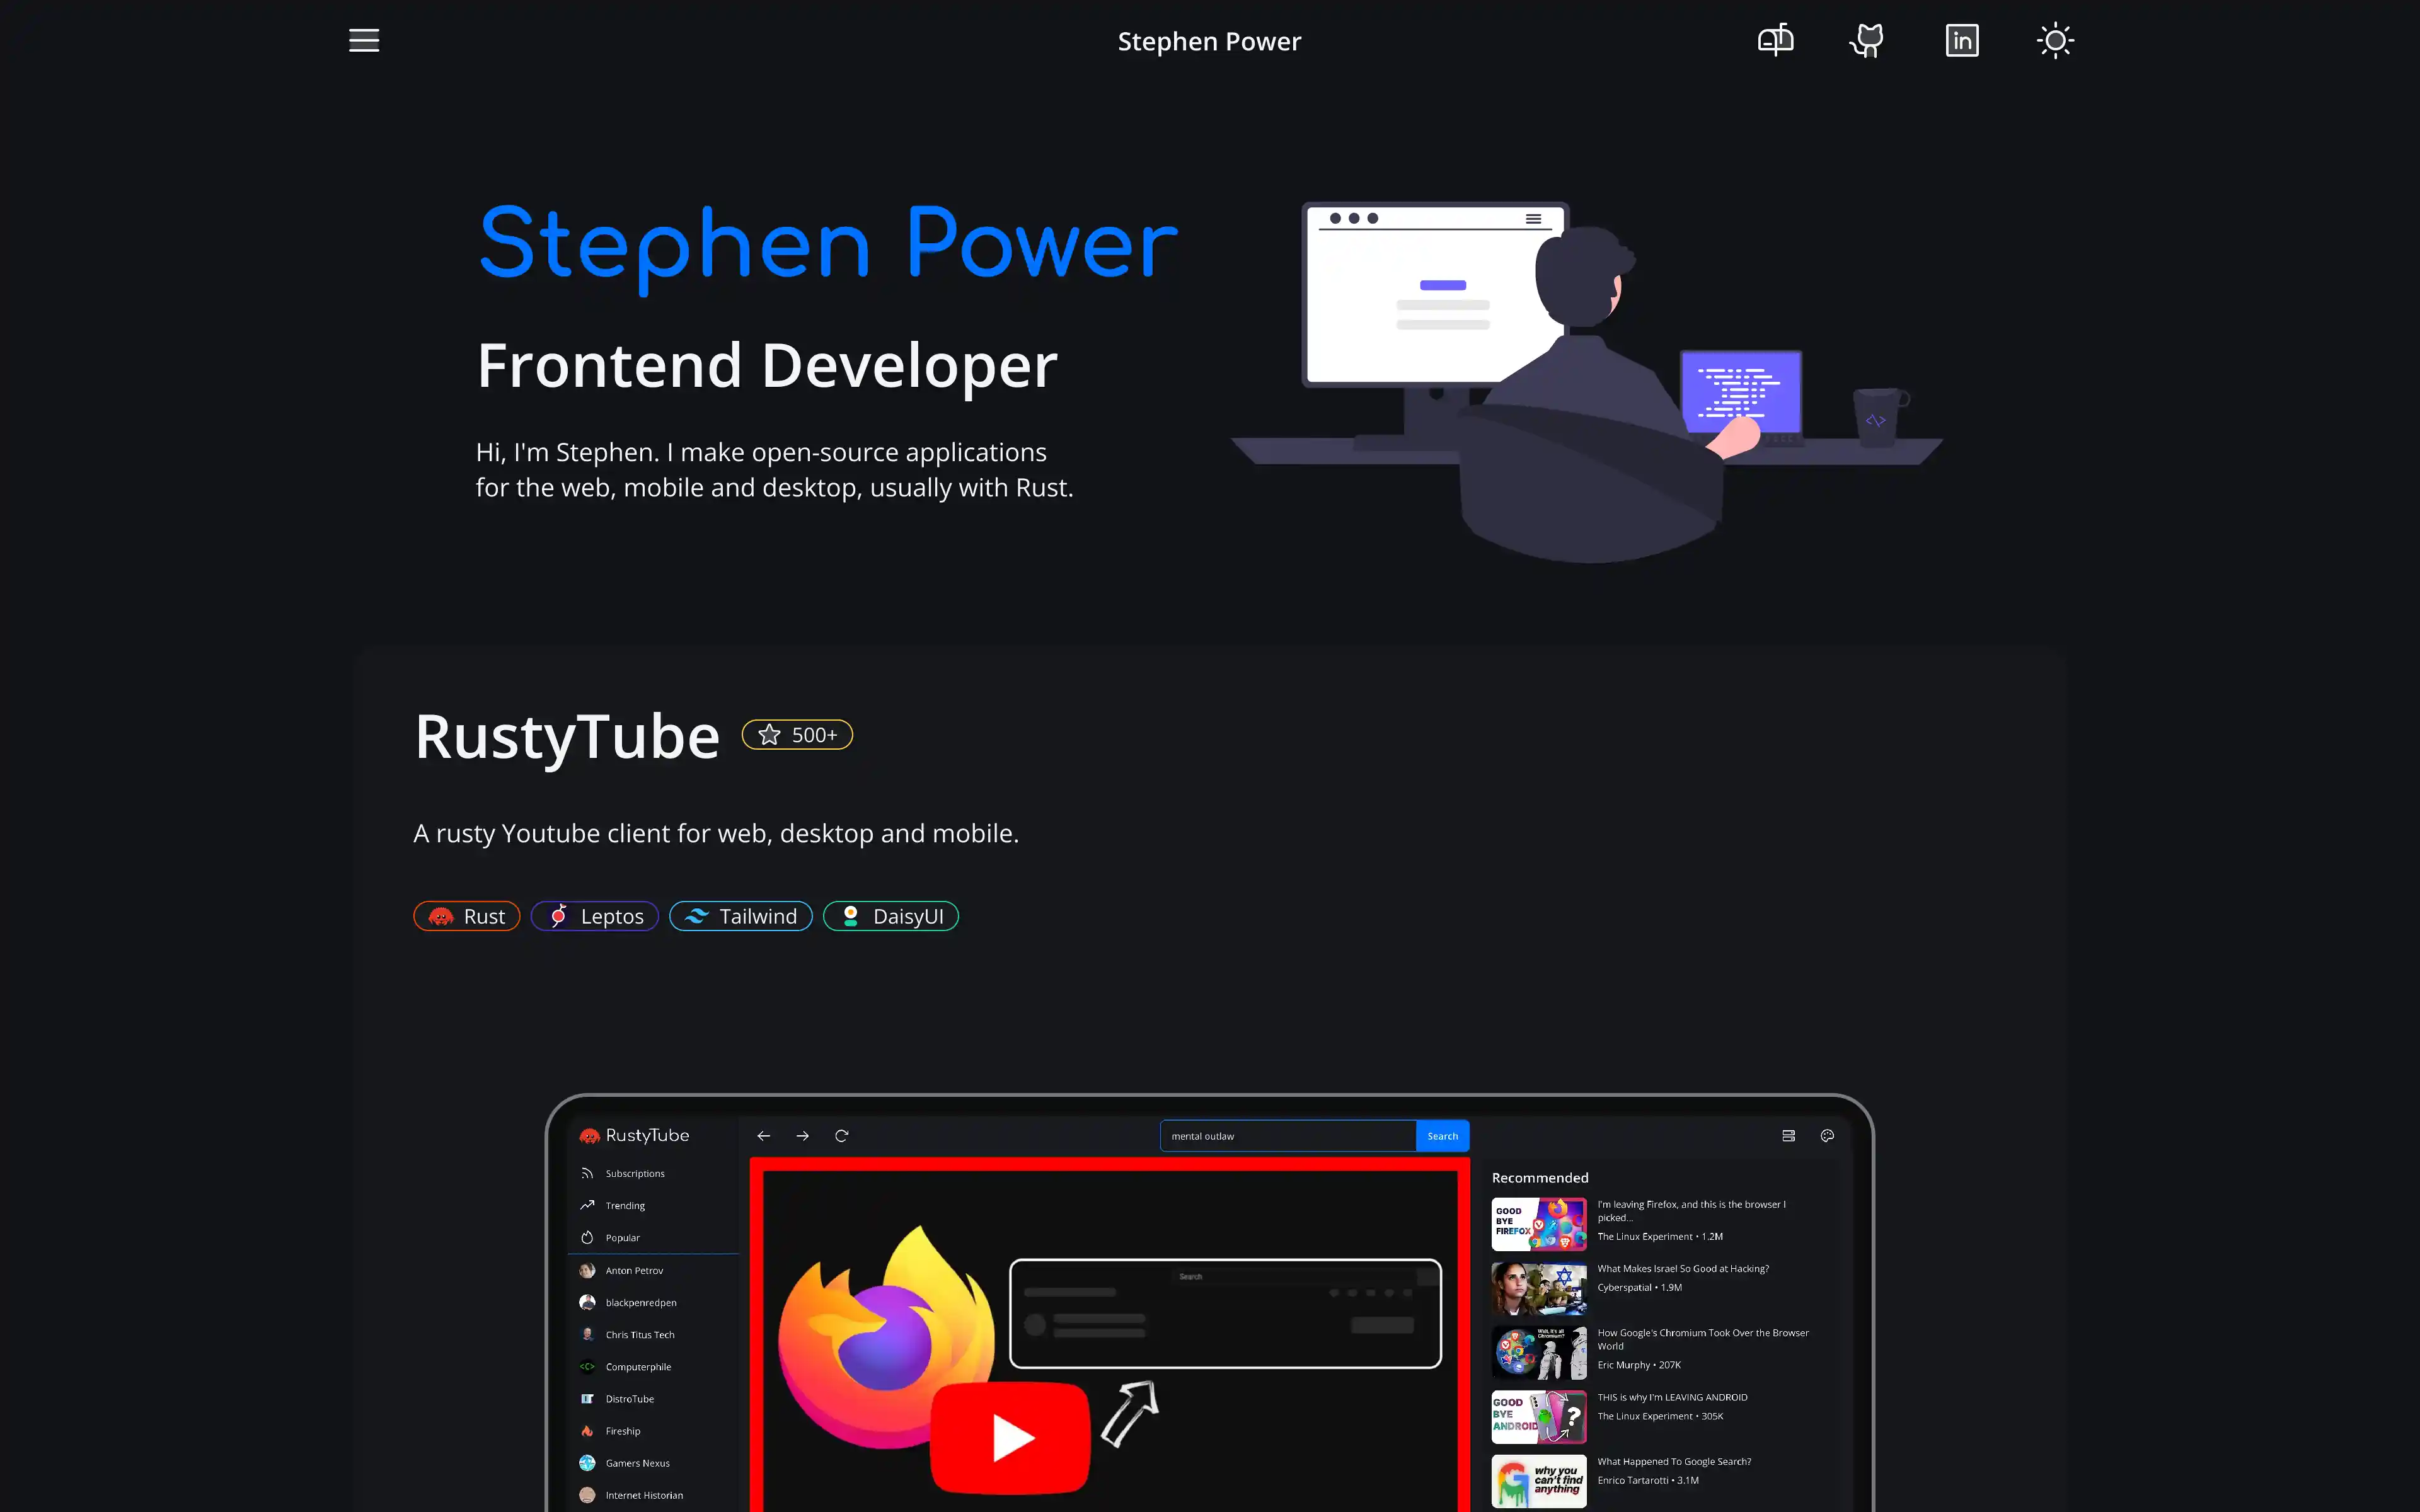 Stephen Power
Stephen Power
Frontend Developer
Hi, I'm Stephen. I make open-source applications
for the web, mobile and desktop, usually with Rust.
RustyTube
500+
A rusty Youtube client for web, desktop and mobile.
Rust
Leptos
Tailwind
DaisyUI
RustyTube
mental outlaw
Search
Subscriptions
Trending
Popular
Anton Petrov
blackpenredpen
Chris Titus Tech
Computerphile
DistroTube
Fireship
Gamers Nexus
Internet Historian
Search
Recommended
GOOD
BYE
FIREFOX
I'm leaving Firefox, and this is the browser I
picked...
The Linux Experiment • 1.2M
What Makes Israel So Good at Hacking?
Cyberspatial • 1.9M
Wait, It's all
Chromium?
How Google's Chromium Took Over the Browser
World
Eric Murphy • 207K
GOOD
BYE
ANDROID
?
THIS is why I'm LEAVING ANDROID
The Linux Experiment • 305K
why you
can't find
anything
What Happened To Google Search?
Enrico Tartarotti • 3.1M